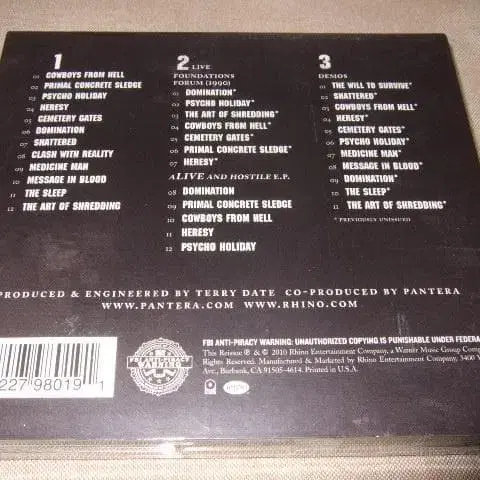 1
01 COWBOYS FROM HELL
02 PRIMAL CONCRETE SLEDGE
03 PSYCHO HOLIDAY
04 HERESY
05 CEMETERY GATES
06 DOMINATION
07 SHATTERED
08 CLASH WITH REALITY
09 MEDICINE MAN
10 MESSAGE IN BLOOD
11 THE SLEEP
12 THE ART OF SHREDDING
2 LIVE
FOUNDATIONS
FORUM (1990)
01 DOMINATION*
02 PSYCHO HOLIDAY*
03 THE ART OF SHREDDING*
04 COWBOYS FROM HELL*
05 CEMETERY GATES*
06 PRIMAL CONCRETE SLEDGE*
07 HERESY*
ALIVE AND HOSTILE E.P.
08 DOMINATION
09 PRIMAL CONCRETE SLEDGE
10 COWBOYS FROM HELL
11 HERESY
12 PSYCHO HOLIDAY
3
DEMOS
01 THE WILL TO SURVIVE*
02 SHATTERED*
03 COWBOYS FROM HELL*
04 HERESY*
05 CEMETERY GATES*
06 PSYCHO HOLIDAY*
07 MEDICINE MAN*
08 MESSAGE IN BLOOD*
09 DOMINATION*
10 THE SLEEP*
11 THE ART OF SHREDDING*
* PREVIOUSLY UNISSUED
PRODUCED & ENGINEERED BY TERRY DATE CO-PRODUCED BY PANTERA
WWW.PANTERA.COM WWW.RHINO.COM
FBI ANTI-PIRACY WARNING: UNAUTHORIZED COPYING IS PUNISHABLE UNDER FEDERA
This Reissue ℗ & © 2010 Rhino Entertainment Company, a Warner Music Group Comp
Rights Reserved. Manufactured & Marketed by Rhino Entertainment Company, 3400 W
Ave., Burbank, CA 91505-4614. Printed in U.S.A.
FBI ANTI-PIRACY
WARNING
RHINO
227 98019 1